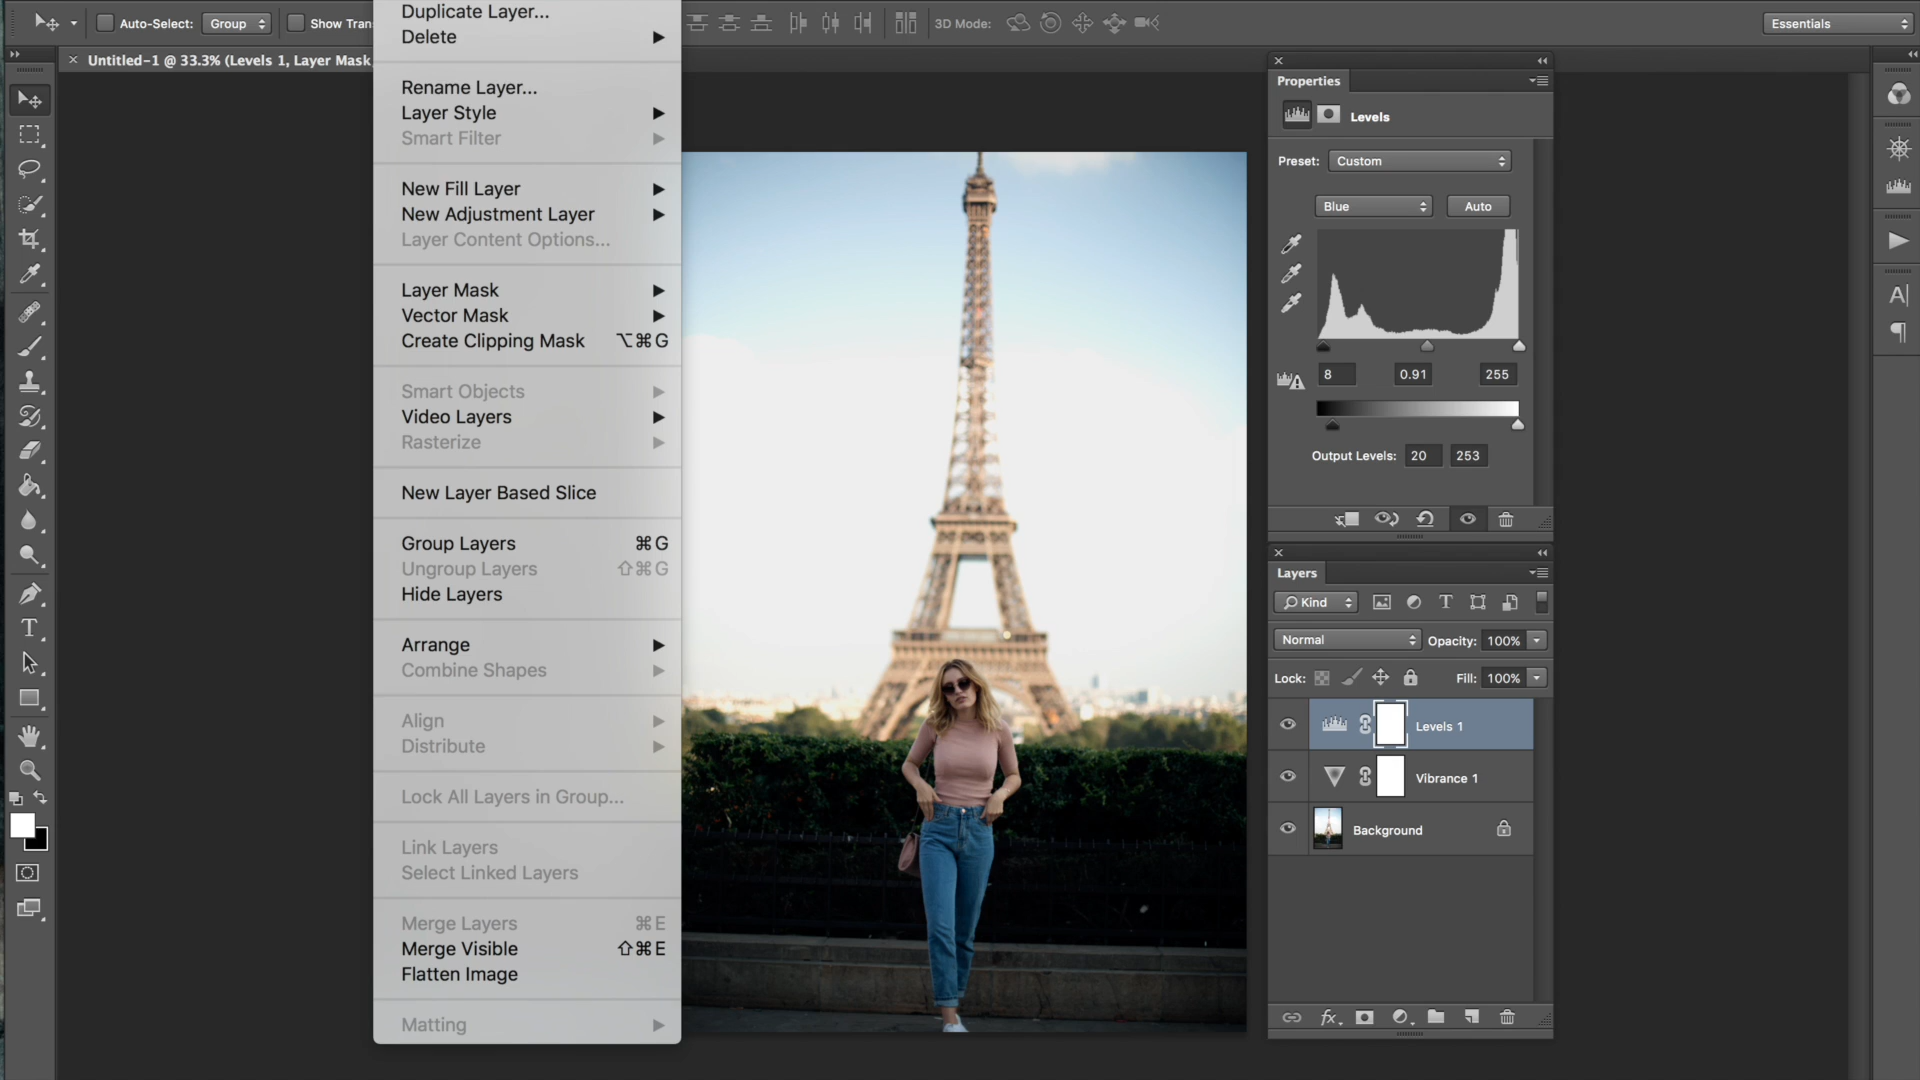 Auto-Select:
Group
Show Tran
3D Mode:
Essentials
Untitled-1 @ 33.3% (Levels 1, Layer Mask
Duplicate Layer...
Delete
Rename Layer...
Layer Style
Smart Filter
New Fill Layer
New Adjustment Layer
Layer Content Options...
Layer Mask
Vector Mask
Create Clipping Mask ⌥⌘G
Smart Objects
Video Layers
Rasterize
New Layer Based Slice
Group Layers ⌘G
Ungroup Layers ⇧⌘G
Hide Layers
Arrange
Combine Shapes
Align
Distribute
Lock All Layers in Group...
Link Layers
Select Linked Layers
Merge Layers ⌘E
Merge Visible ⇧⌘E
Flatten Image
Matting
Properties
Levels
Preset: Custom
Blue Auto
8 0.91 255
Output Levels: 20 253
Layers
Kind
Normal Opacity: 100%
Lock: Fill: 100%
Levels 1
Vibrance 1
Background
fx